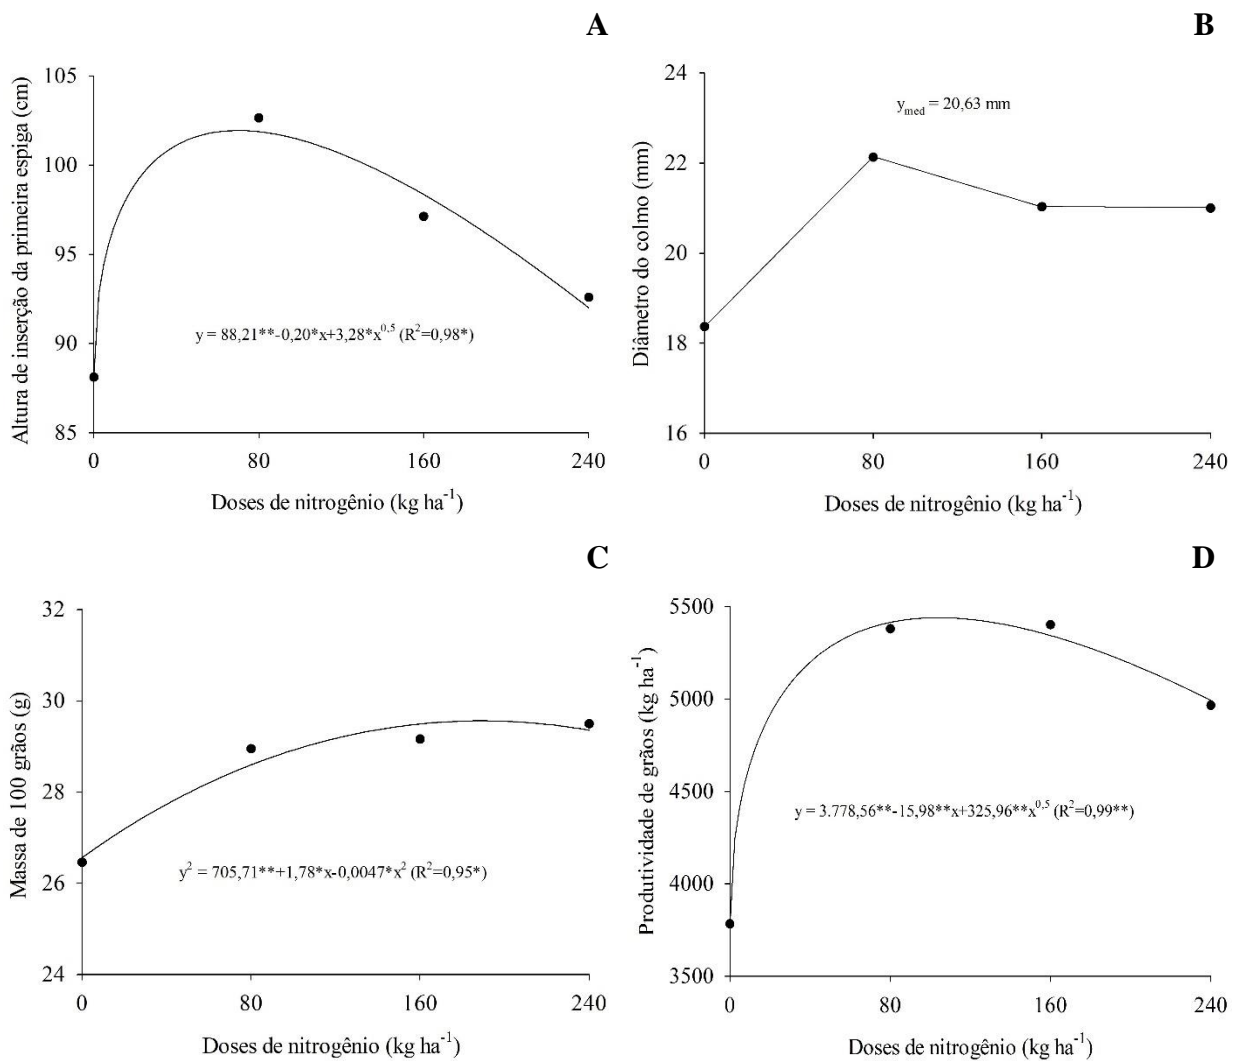 A
Altura de inserção da primeira espiga (cm)
105
100
95
90
85
y = 88,21**-0,20*x+3,28*x^0,5 (R^2=0,98*)
0 80 160 240
Doses de nitrogênio (kg ha^-1)
B
Diâmetro do colmo (mm)
24
22
20
18
16
y_med = 20,63 mm
0 80 160 240
Doses de nitrogênio (kg ha^-1)
C
Massa de 100 grãos (g)
32
30
28
26
24
y^2 = 705,71**+1,78*x-0,0047*x^2 (R^2=0,95*)
0 80 160 240
Doses de nitrogênio (kg ha^-1)
D
Produtividade de grãos (kg ha^-1)
5500
5000
4500
4000
3500
y = 3.778,56**-15,98**x+325,96**x^0,5 (R^2=0,99**)
0 80 160 240
Doses de nitrogênio (kg ha^-1)